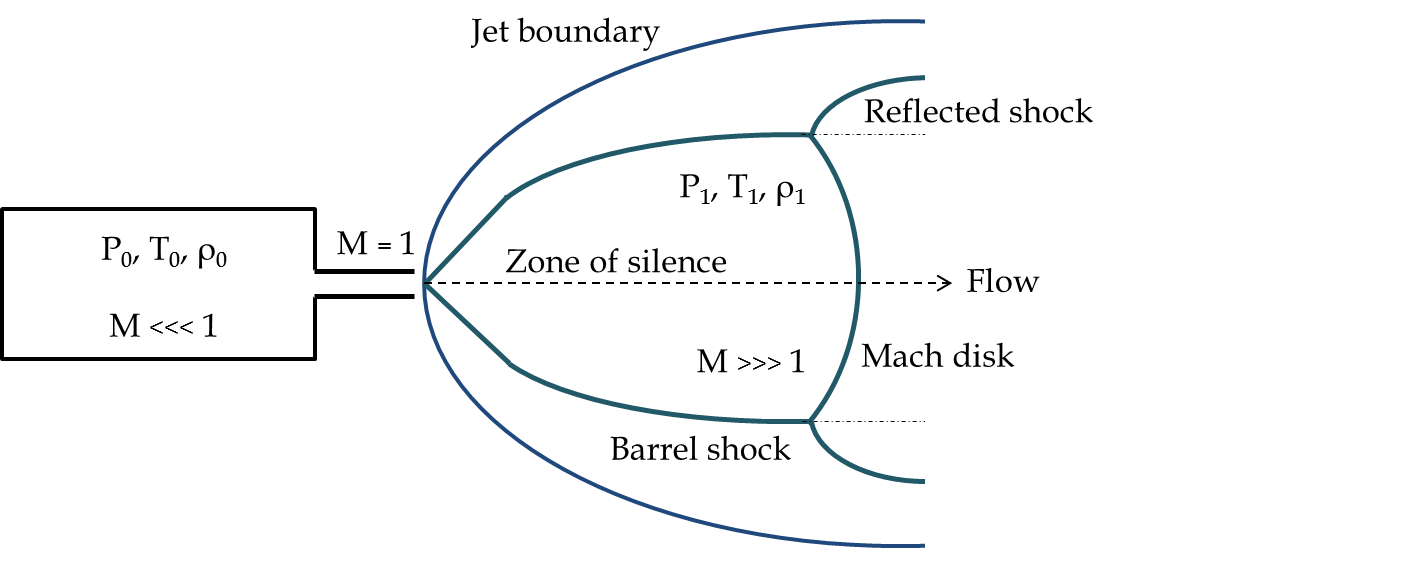 Jet boundary
Reflected shock
P₁, T₁, ρ₁
M = 1
P₀, T₀, ρ₀
Zone of silence
Flow
M <<< 1
M >>> 1
Mach disk
Barrel shock